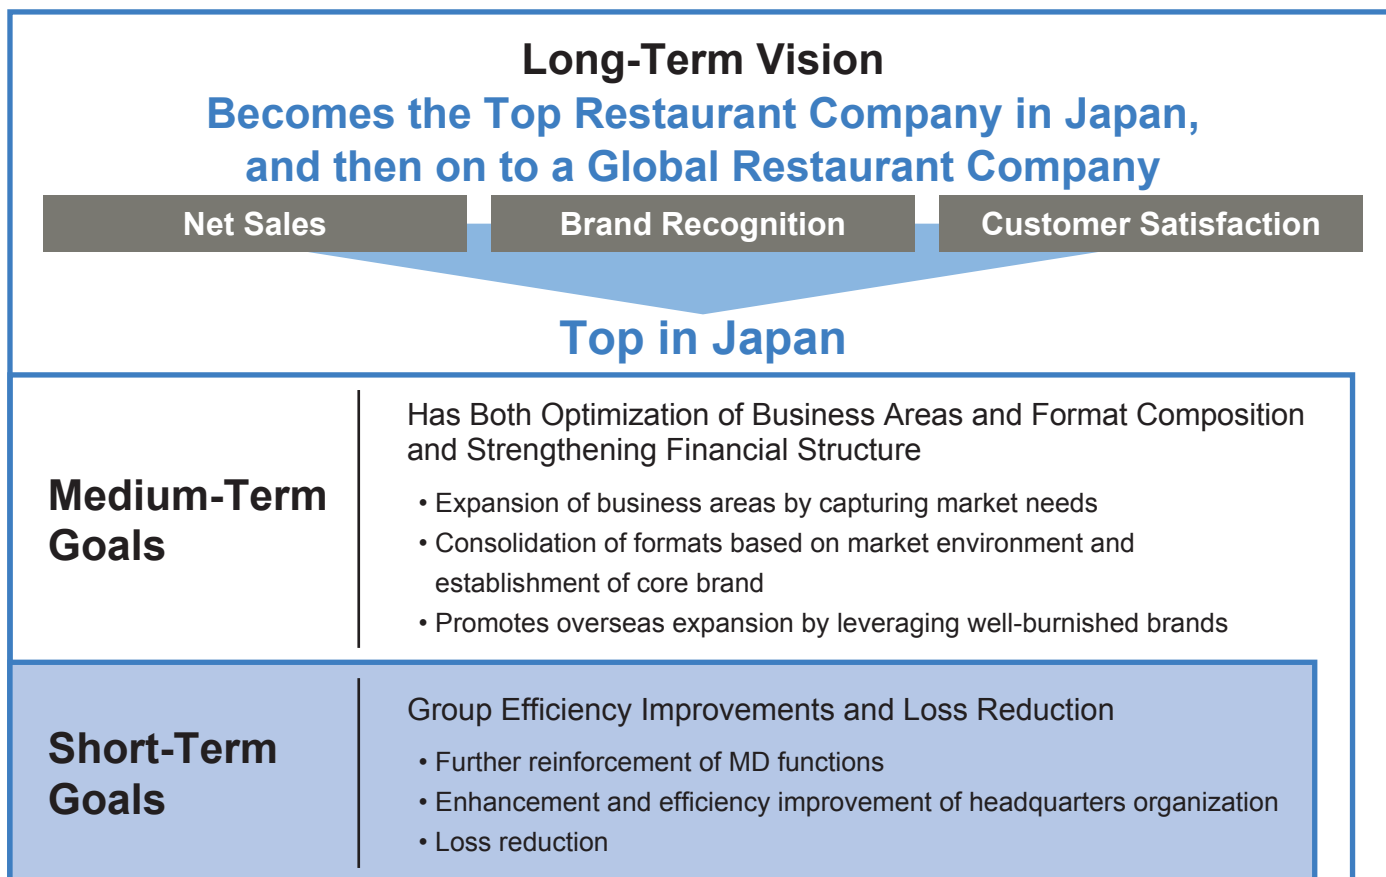 Long-Term Vision
Becomes the Top Restaurant Company in Japan,
and then on to a Global Restaurant Company
Net Sales
Brand Recognition
Customer Satisfaction
Top in Japan
Medium-Term
Goals
Has Both Optimization of Business Areas and Format Composition
and Strengthening Financial Structure
• Expansion of business areas by capturing market needs
• Consolidation of formats based on market environment and
establishment of core brand
• Promotes overseas expansion by leveraging well-burnished brands
Short-Term
Goals
Group Efficiency Improvements and Loss Reduction
• Further reinforcement of MD functions
• Enhancement and efficiency improvement of headquarters organization
• Loss reduction